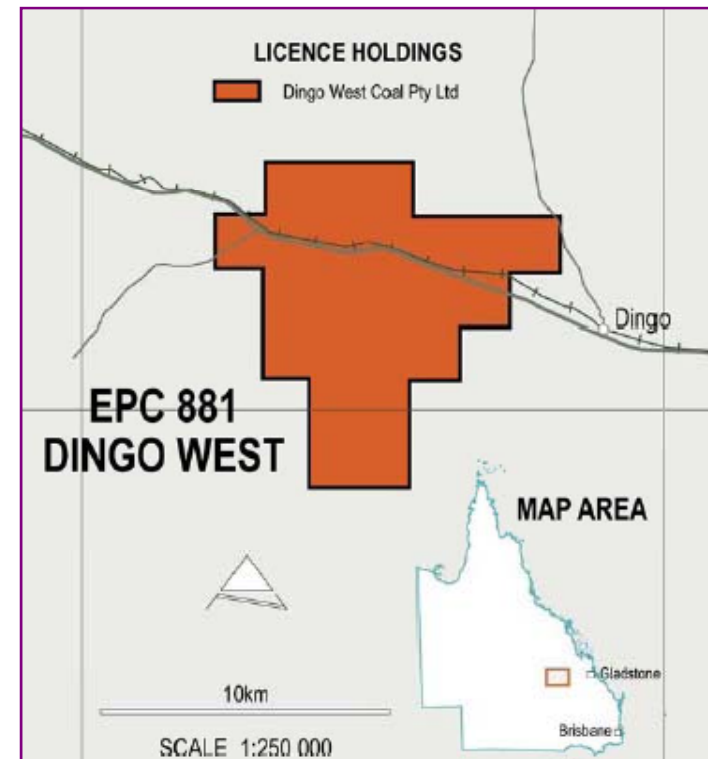 LICENCE HOLDINGS
Dingo West Coal Pty Ltd
Dingo
EPC 881
DINGO WEST
MAP AREA
Gladstone
10km
Brisbane
SCALE 1:250 000